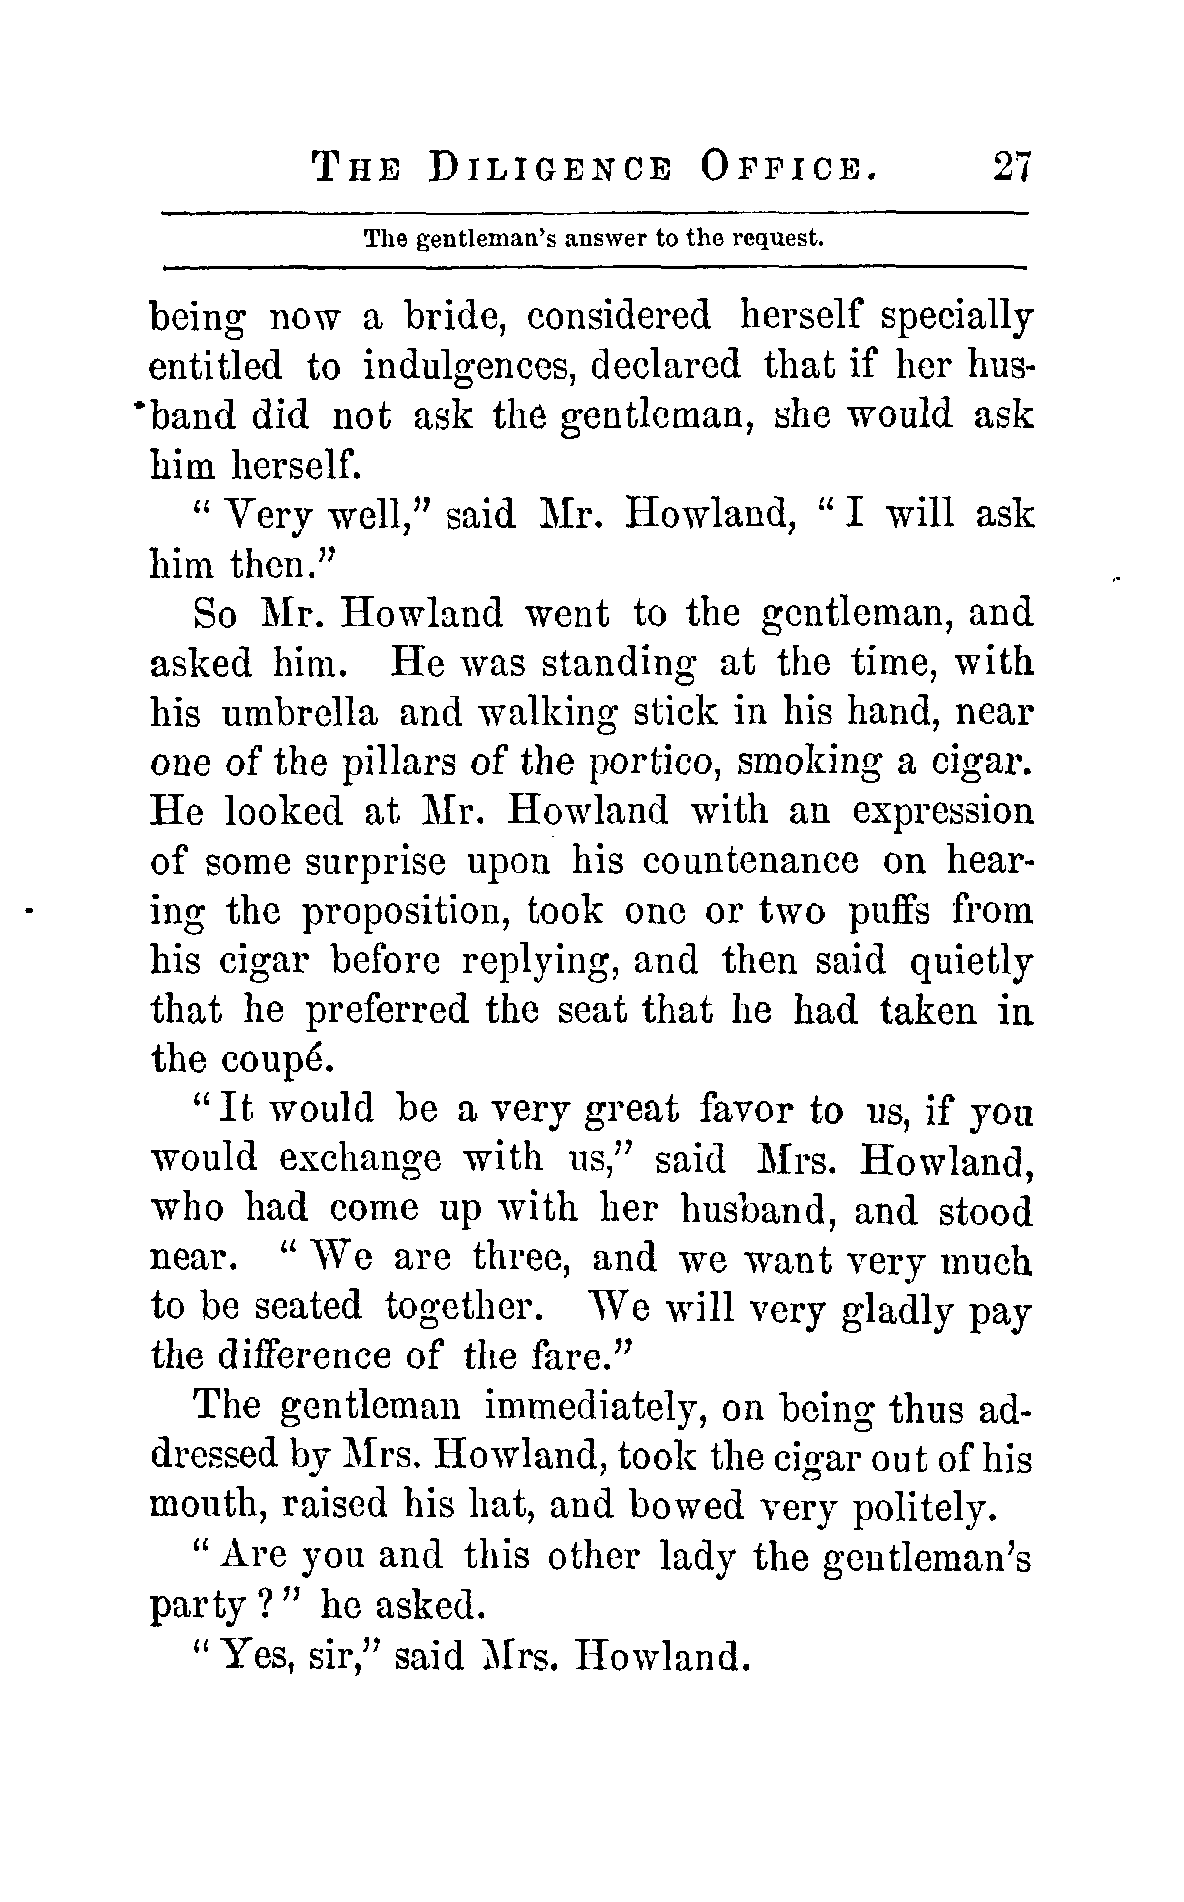 The Diligence Office. 27
The gentleman's answer to the request.
being now a bride, considered herself specially
entitled to indulgences, declared that if her hus-
band did not ask the gentleman, she would ask
him herself.
“ Very well,” said Mr. Howland, “ I will ask
him then.”
So Mr. Howland went to the gentleman, and
asked him. He was standing at the time, with
his umbrella and walking stick in his hand, near
one of the pillars of the portico, smoking a cigar.
He looked at Mr. Howland with an expression
of some surprise upon his countenance on hear-
ing the proposition, took one or two puffs from
his cigar before replying, and then said quietly
that he preferred the seat that he had taken in
the coupé.
“ It would be a very great favor to us, if you
would exchange with us,” said Mrs. Howland,
who had come up with her husband, and stood
near. “ We are three, and we want very much
to be seated together. We will very gladly pay
the difference of the fare.”
The gentleman immediately, on being thus ad-
dressed by Mrs. Howland, took the cigar out of his
mouth, raised his hat, and bowed very politely.
“ Are you and this other lady the gentleman's
party ? ” he asked.
“ Yes, sir,” said Mrs. Howland.